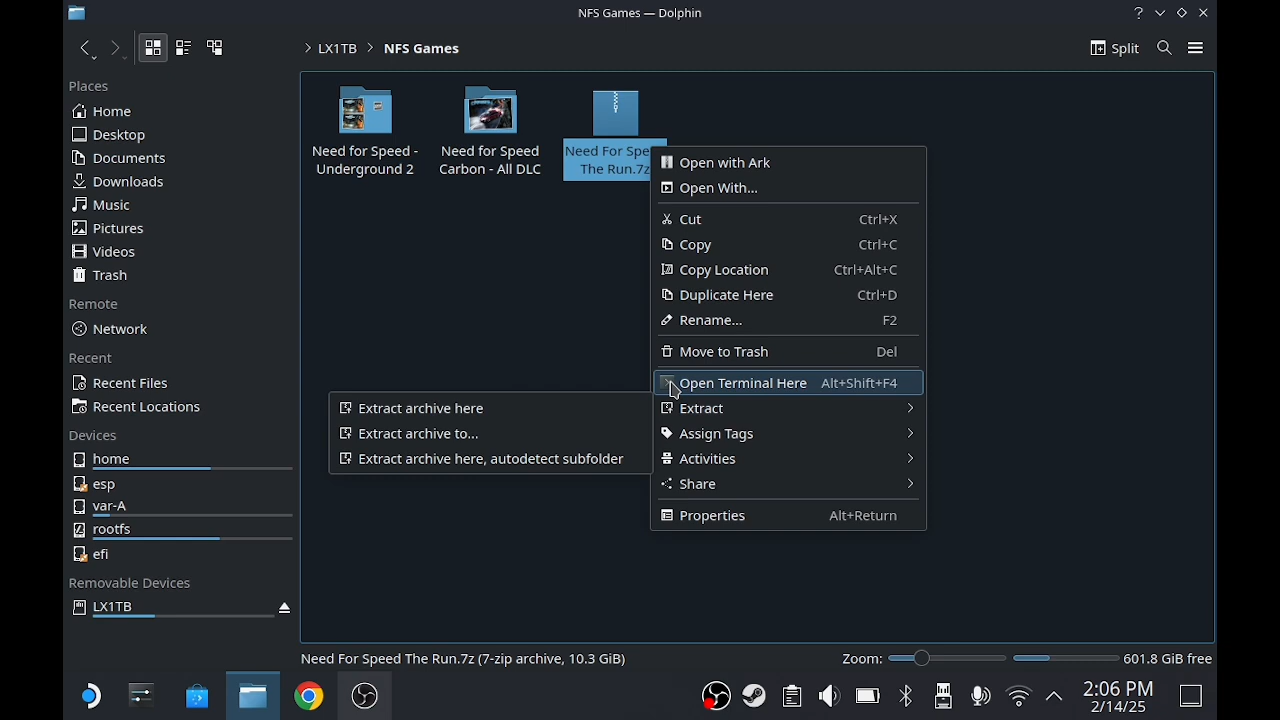 NFS Games — Dolphin
LX1TB > NFS Games
Split
Places
Home
Desktop
Documents
Downloads
Music
Pictures
Videos
Trash
Remote
Network
Recent
Recent Files
Recent Locations
Devices
home
esp
var-A
rootfs
efi
Removable Devices
LX1TB
Need for Speed -
Underground 2
Need for Speed
Carbon - All DLC
Need For Spe
The Run.7z
Open with Ark
Open With...
Cut Ctrl+X
Copy Ctrl+C
Copy Location Ctrl+Alt+C
Duplicate Here Ctrl+D
Rename... F2
Move to Trash Del
Open Terminal Here Alt+Shift+F4
Extract
Assign Tags
Activities
Share
Properties Alt+Return
Extract archive here
Extract archive to...
Extract archive here, autodetect subfolder
Need For Speed The Run.7z (7-zip archive, 10.3 GiB)
Zoom:
601.8 GiB free
2:06 PM
2/14/25